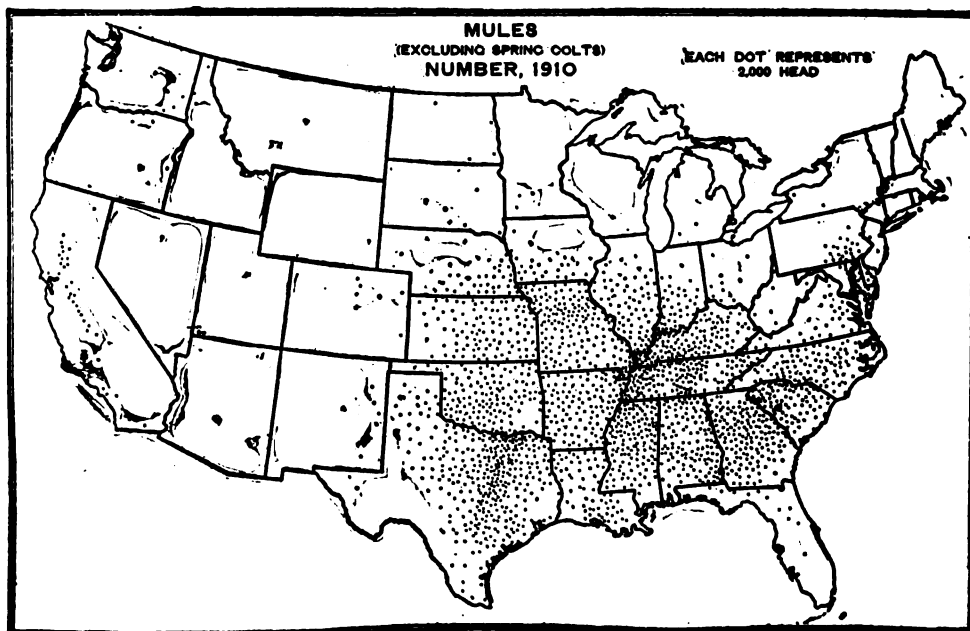 MULES
(EXCLUDING SPRING COLTS)
NUMBER, 1910
EACH DOT REPRESENTS
2,000 HEAD